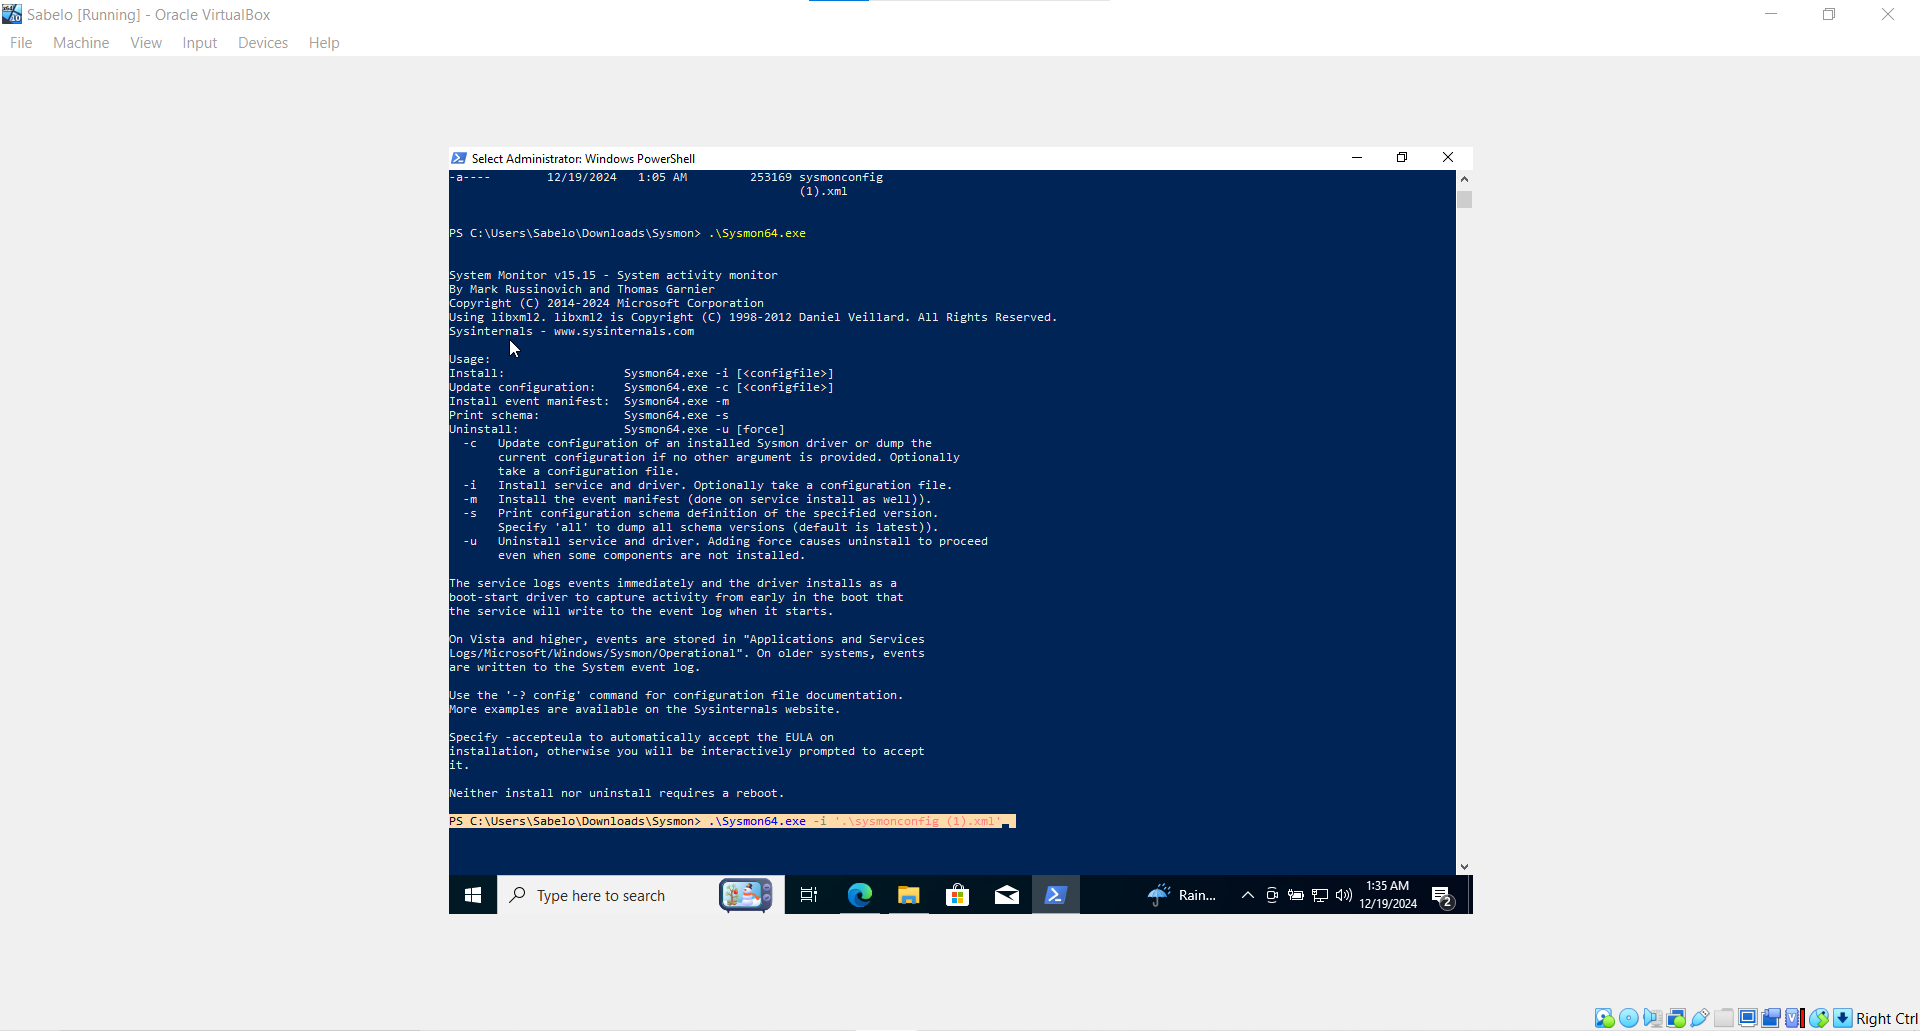 Sabelo [Running] - Oracle VirtualBox
File Machine View Input Devices Help
Select Administrator: Windows PowerShell
-a---- 12/19/2024 1:05 AM 253169 sysmonconfig
(1).xml
PS C:\Users\Sabelo\Downloads\Sysmon> .\Sysmon64.exe
System Monitor v15.15 - System activity monitor
By Mark Russinovich and Thomas Garnier
Copyright (C) 2014-2024 Microsoft Corporation
Using libxml2. libxml2 is Copyright (C) 1998-2012 Daniel Veillard. All Rights Reserved.
Sysinternals - www.sysinternals.com
Usage:
Install: Sysmon64.exe -i [<configfile>]
Update configuration: Sysmon64.exe -c [<configfile>]
Install event manifest: Sysmon64.exe -m
Print schema: Sysmon64.exe -s
Uninstall: Sysmon64.exe -u [force]
-c Update configuration of an installed Sysmon driver or dump the
current configuration if no other argument is provided. Optionally
take a configuration file.
-i Install service and driver. Optionally take a configuration file.
-m Install the event manifest (done on service install as well)).
-s Print configuration schema definition of the specified version.
Specify 'all' to dump all schema versions (default is latest)).
-u Uninstall service and driver. Adding force causes uninstall to proceed
even when some components are not installed.
The service logs events immediately and the driver installs as a
boot-start driver to capture activity from early in the boot that
the service will write to the event log when it starts.
On Vista and higher, events are stored in "Applications and Services
Logs/Microsoft/Windows/Sysmon/Operational". On older systems, events
are written to the System event log.
Use the '-? config' command for configuration file documentation.
More examples are available on the Sysinternals website.
Specify -accepteula to automatically accept the EULA on
installation, otherwise you will be interactively prompted to accept
it.
Neither install nor uninstall requires a reboot.
PS C:\Users\Sabelo\Downloads\Sysmon> .\Sysmon64.exe -i '.\sysmonconfig (1).xml'
Type here to search
Rain...
1:35 AM
12/19/2024
2
Right Ctrl